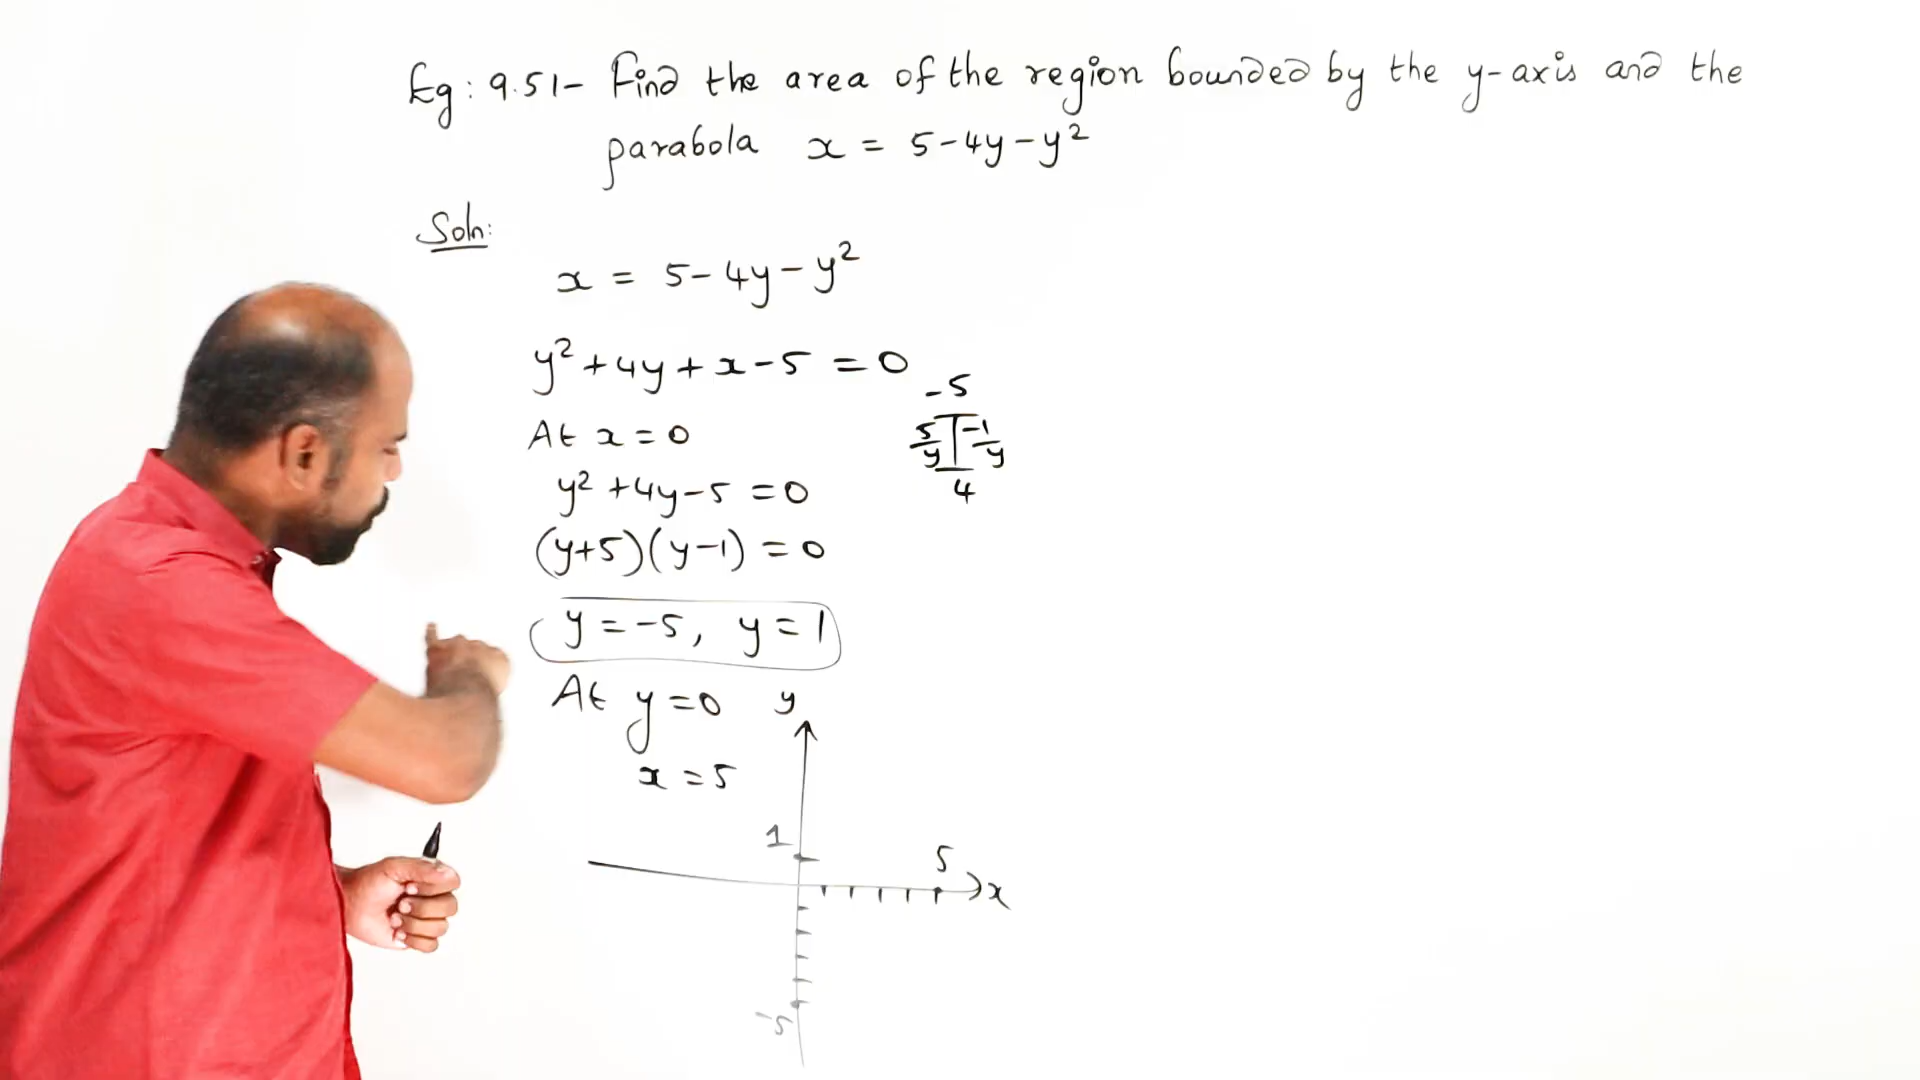 Eg: 9.51- Find the area of the region bounded by the y-axis and the
parabola x = 5-4y-y²
Soln:
x = 5-4y-y²
y²+4y+x-5 = 0
-5
5/y | -1/y
4
At x = 0
y²+4y-5 = 0
(y+5)(y-1) = 0
y = -5, y = 1
At y = 0
x = 5
y
1
5
x
-5